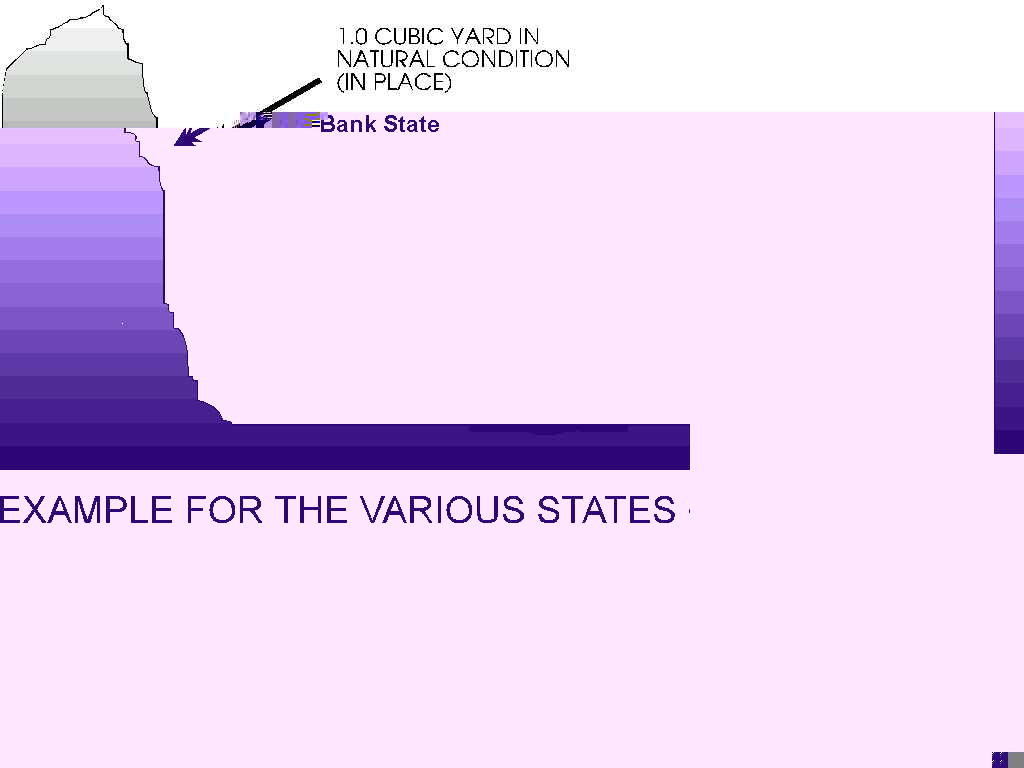 1.0 CUBIC YARD IN
NATURAL CONDITION
(IN PLACE)
Bank State
EXAMPLE FOR THE VARIOUS STATES